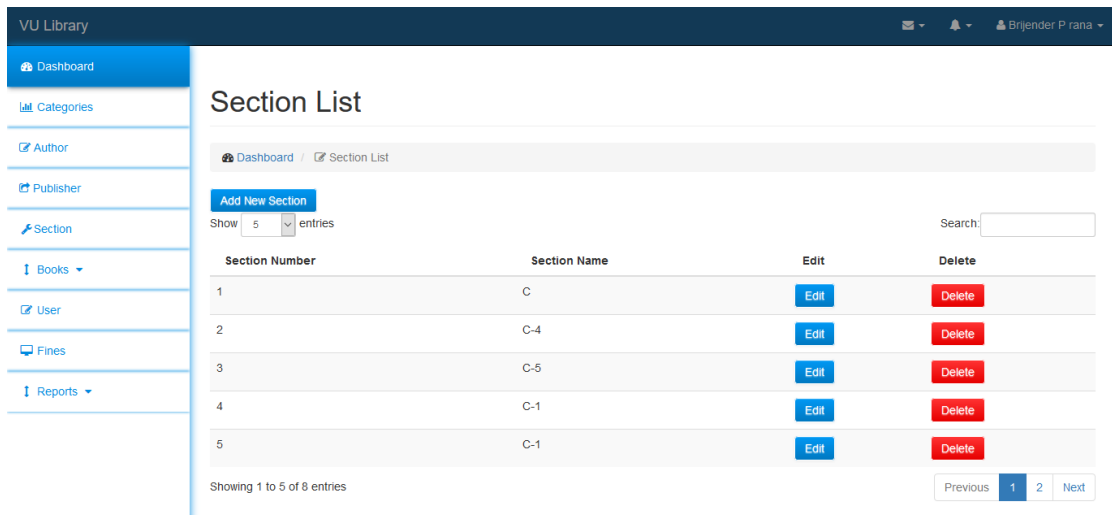 VU Library
Brijender P rana
Dashboard
Categories
Author
Publisher
Section
Books
User
Fines
Reports
Section List
Dashboard / Section List
Add New Section
Show 5 entries
Search:
Section Number Section Name Edit Delete
1 C Edit Delete
2 C-4 Edit Delete
3 C-5 Edit Delete
4 C-1 Edit Delete
5 C-1 Edit Delete
Showing 1 to 5 of 8 entries
Previous 1 2 Next